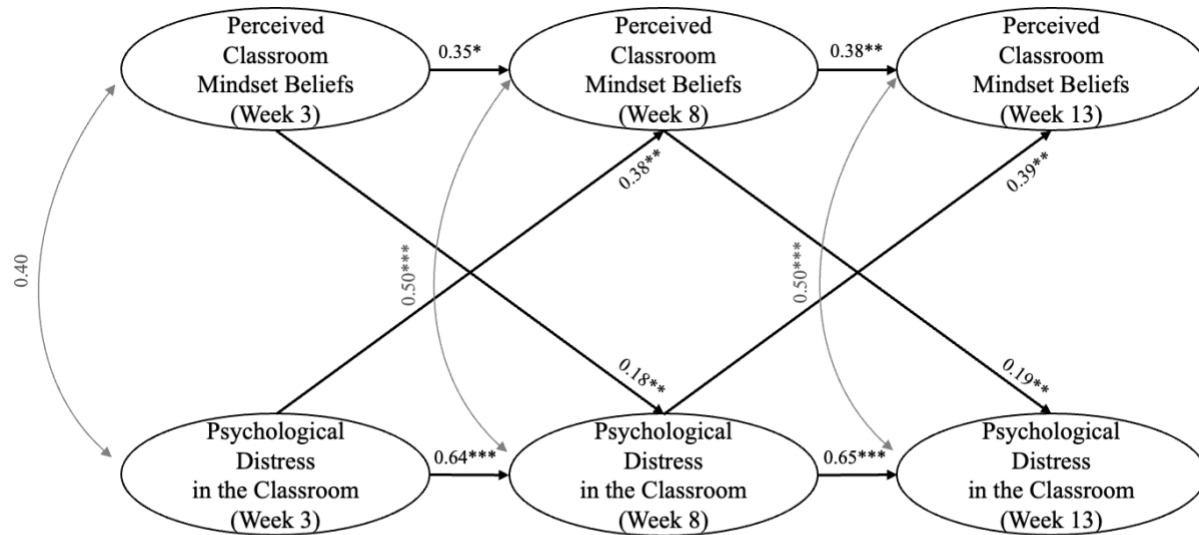 Perceived
Classroom
Mindset Beliefs
(Week 3)
0.35*
Perceived
Classroom
Mindset Beliefs
(Week 8)
0.38**
Perceived
Classroom
Mindset Beliefs
(Week 13)
0.38**
0.39**
0.40
0.50***
0.50***
0.18**
0.19**
Psychological
Distress
in the Classroom
(Week 3)
0.64***
Psychological
Distress
in the Classroom
(Week 8)
0.65***
Psychological
Distress
in the Classroom
(Week 13)